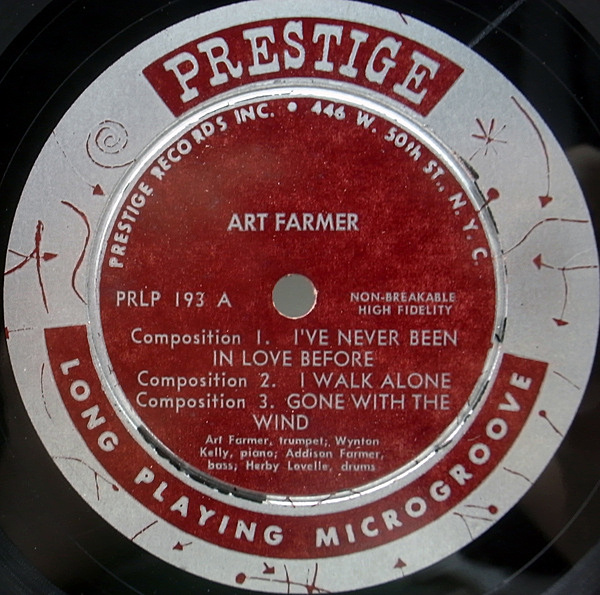 PRESTIGE
PRESTIGE RECORDS INC. • 446 W. 50th ST., N.Y.C
ART FARMER
PRLP 193 A
NON-BREAKABLE
HIGH FIDELITY
Composition 1. I'VE NEVER BEEN
IN LOVE BEFORE
Composition 2. I WALK ALONE
Composition 3. GONE WITH THE
WIND
Art Farmer, trumpet; Wynton
Kelly, piano; Addison Farmer,
bass; Herby Lovelle, drums
LONG PLAYING MICROGROOVE